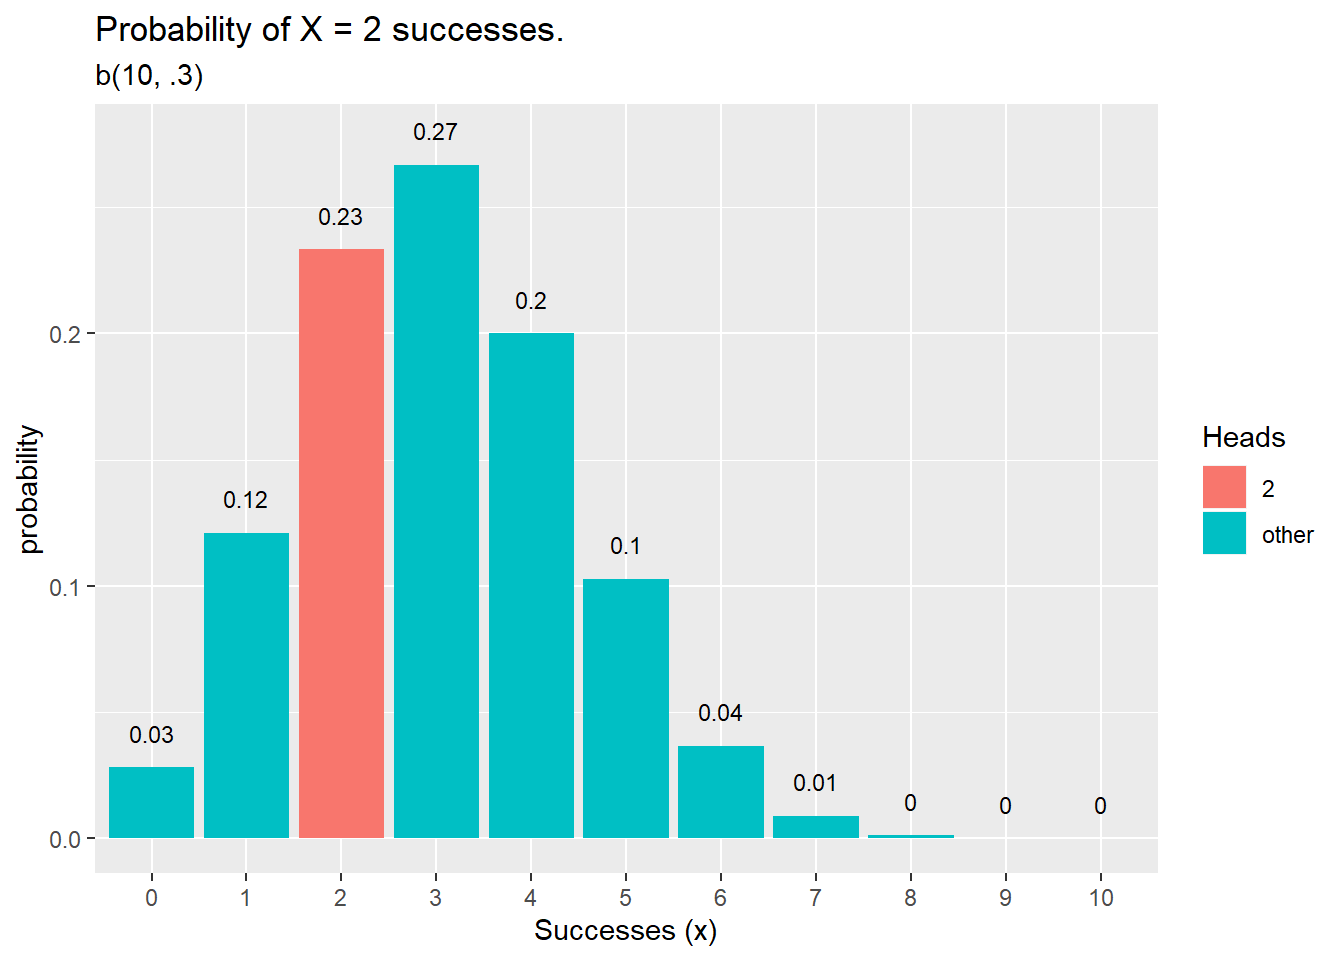 Probability of X = 2 successes.
b(10, .3)
0.27
0.23
0.2
0.12
0.1
0.03
0.04
0.01
0
0
0
0.2
0.1
0.0
probability
0 1 2 3 4 5 6 7 8 9 10
Successes (x)
Heads
2
other